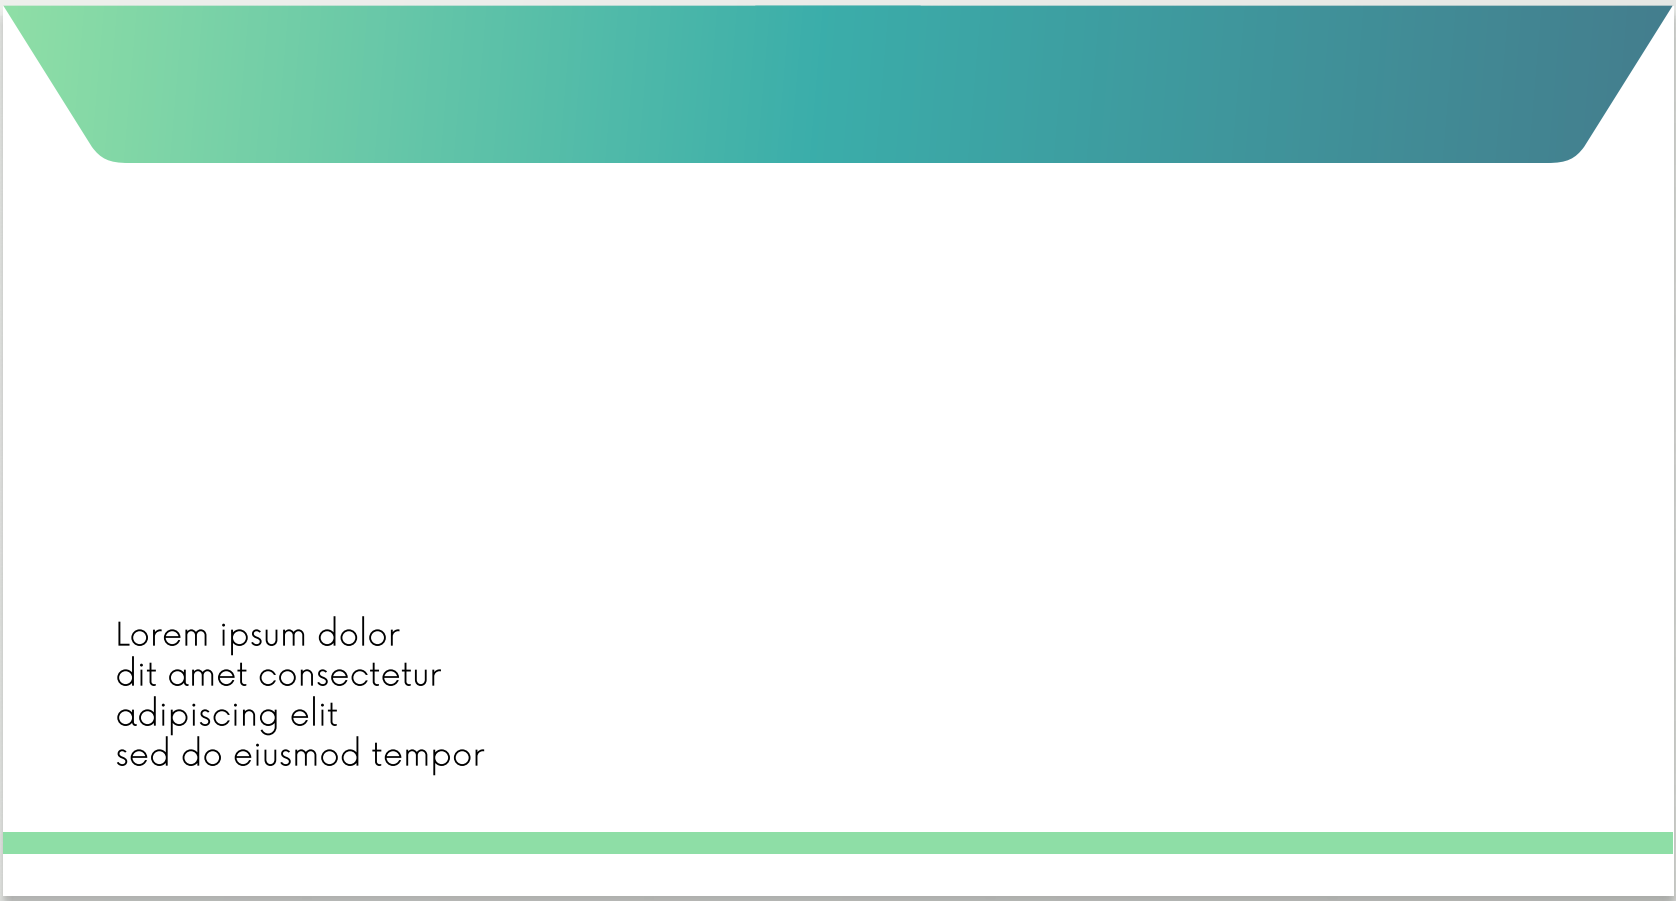 Lorem ipsum dolor
dit amet consectetur
adipiscing elit
sed do eiusmod tempor